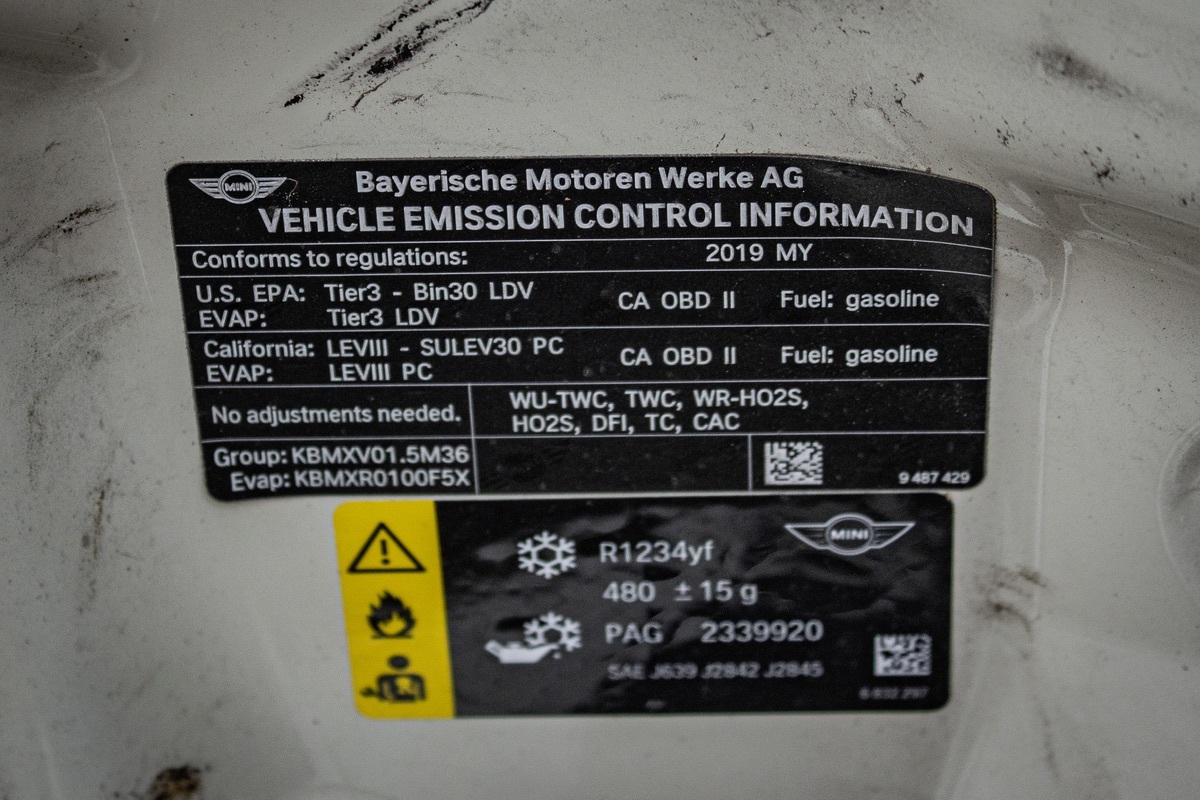 MINI
Bayerische Motoren Werke AG
VEHICLE EMISSION CONTROL INFORMATION
Conforms to regulations: 2019 MY
U.S. EPA: Tier3 - Bin30 LDV CA OBD II Fuel: gasoline
EVAP: Tier3 LDV
California: LEVIII - SULEV30 PC CA OBD II Fuel: gasoline
EVAP: LEVIII PC
No adjustments needed.
WU-TWC, TWC, WR-HO2S,
HO2S, DFI, TC, CAC
Group: KBMXV01.5M36
Evap: KBMXR0100F5X
9 487 429
MINI
R1234yf
480 ± 15 g
PAG 2339920
SAE J639 J2842 J2845